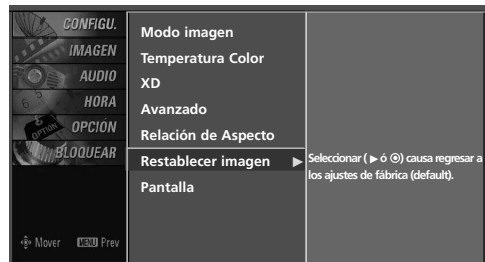 CONFIGU.
IMAGEN
AUDIO
HORA
OPCIÓN
BLOQUEAR
Mover MENU Prev
Modo imagen
Temperatura Color
XD
Avanzado
Relación de Aspecto
Restablecer imagen ▶
Pantalla
Seleccionar ( ▶ ó ⊙) causa regresar a
los ajustes de fábrica (default).